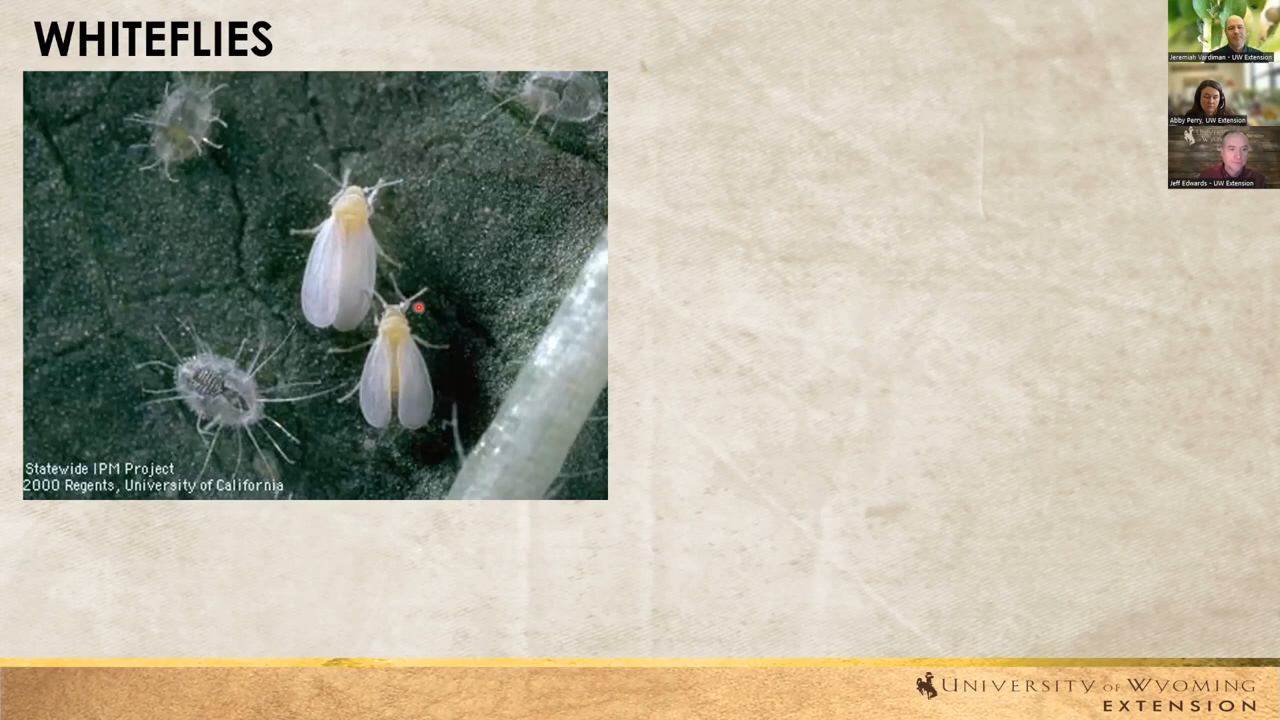 WHITEFLIES
Jeremiah Vardiman - UW Extension
Abby Perry, UW Extension
Jeff Edwards - UW Extension
Statewide IPM Project
2000 Regents, University of California
UNIVERSITY OF WYOMING
EXTENSION